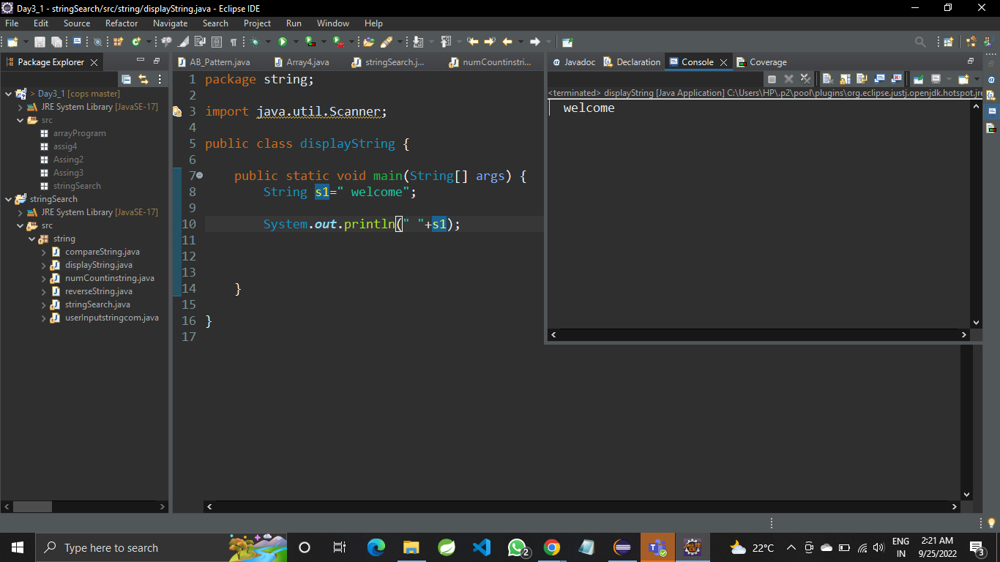 Day3_1 - stringSearch/src/string/displayString.java - Eclipse IDE
File Edit Source Refactor Navigate Search Project Run Window Help
Package Explorer
> Day3_1 [cops master]
JRE System Library [JavaSE-17]
src
arrayProgram
assig4
Assing2
Assing3
stringSearch
stringSearch
JRE System Library [JavaSE-17]
src
string
compareString.java
displayString.java
numCountinstring.java
reverseString.java
stringSearch.java
userInputstringcom.java
AB_Pattern.java Array4.java stringSearch.j... numCountinstri...
1 package string;
2
3 import java.util.Scanner;
4
5 public class displayString {
6
7 public static void main(String[] args) {
8 String s1=" welcome";
9
10 System.out.println(" "+s1);
11
12
13
14 }
15
16 }
17
Javadoc Declaration Console Coverage
<terminated> displayString [Java Application] C:\Users\HP\.p2\pool\plugins\org.eclipse.justj.openjdk.hotspot.jre
welcome
Type here to search
2
22°C
ENG
IN
2:21 AM
9/25/2022
3